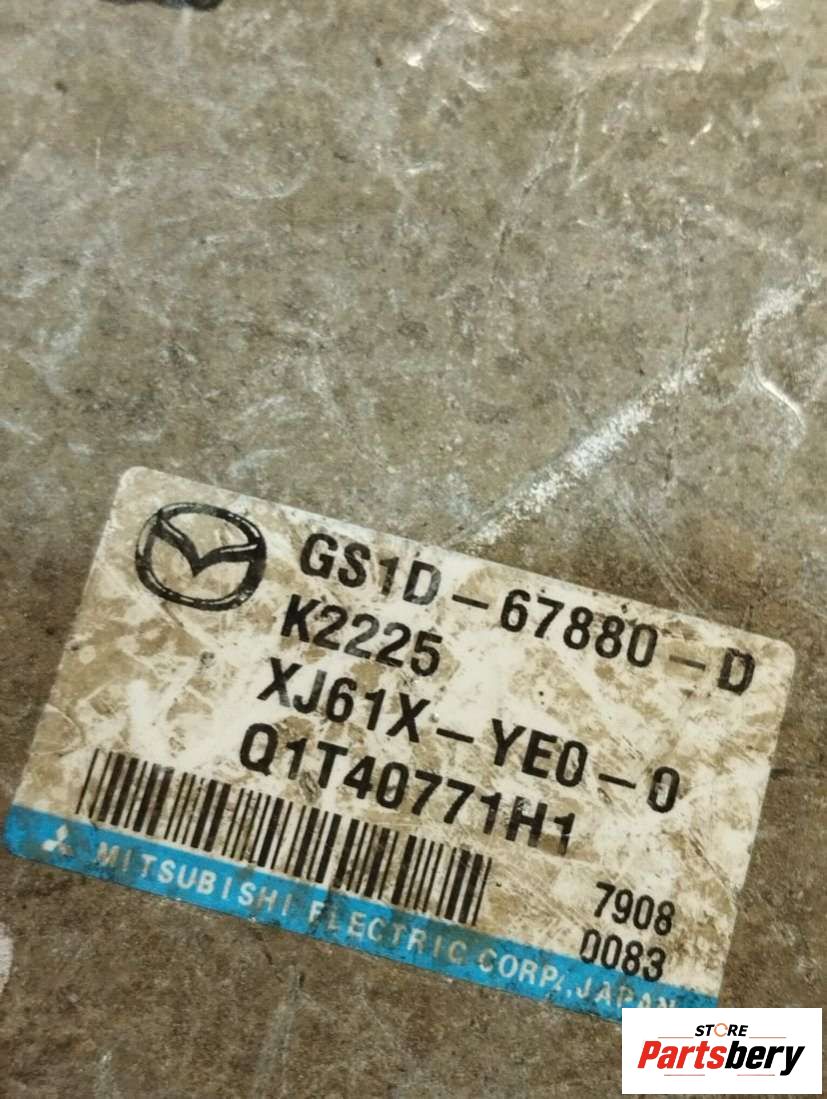 GS1D-67880-D
K2225
XJ61X-YE0-0
Q1T40771H1
7908
0083
MITSUBISHI ELECTRIC CORP., JAPAN
STORE
Partsbery